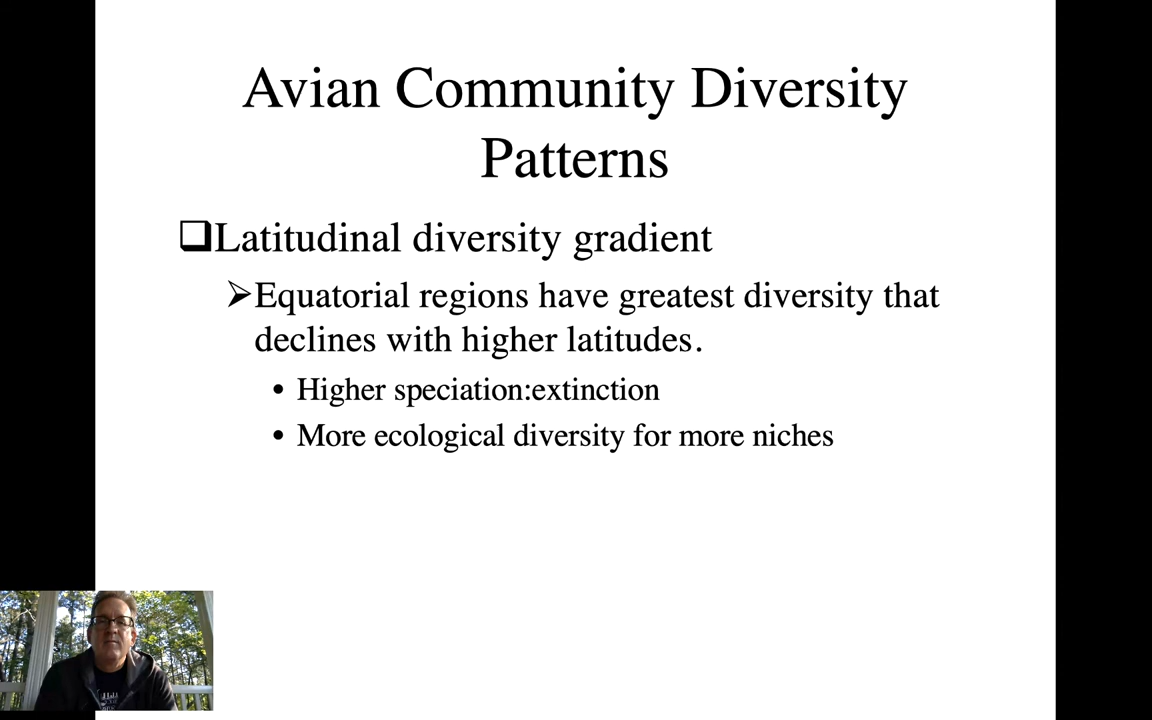 Avian Community Diversity
Patterns
❑Latitudinal diversity gradient
➢Equatorial regions have greatest diversity that
declines with higher latitudes.
• Higher speciation:extinction
• More ecological diversity for more niches